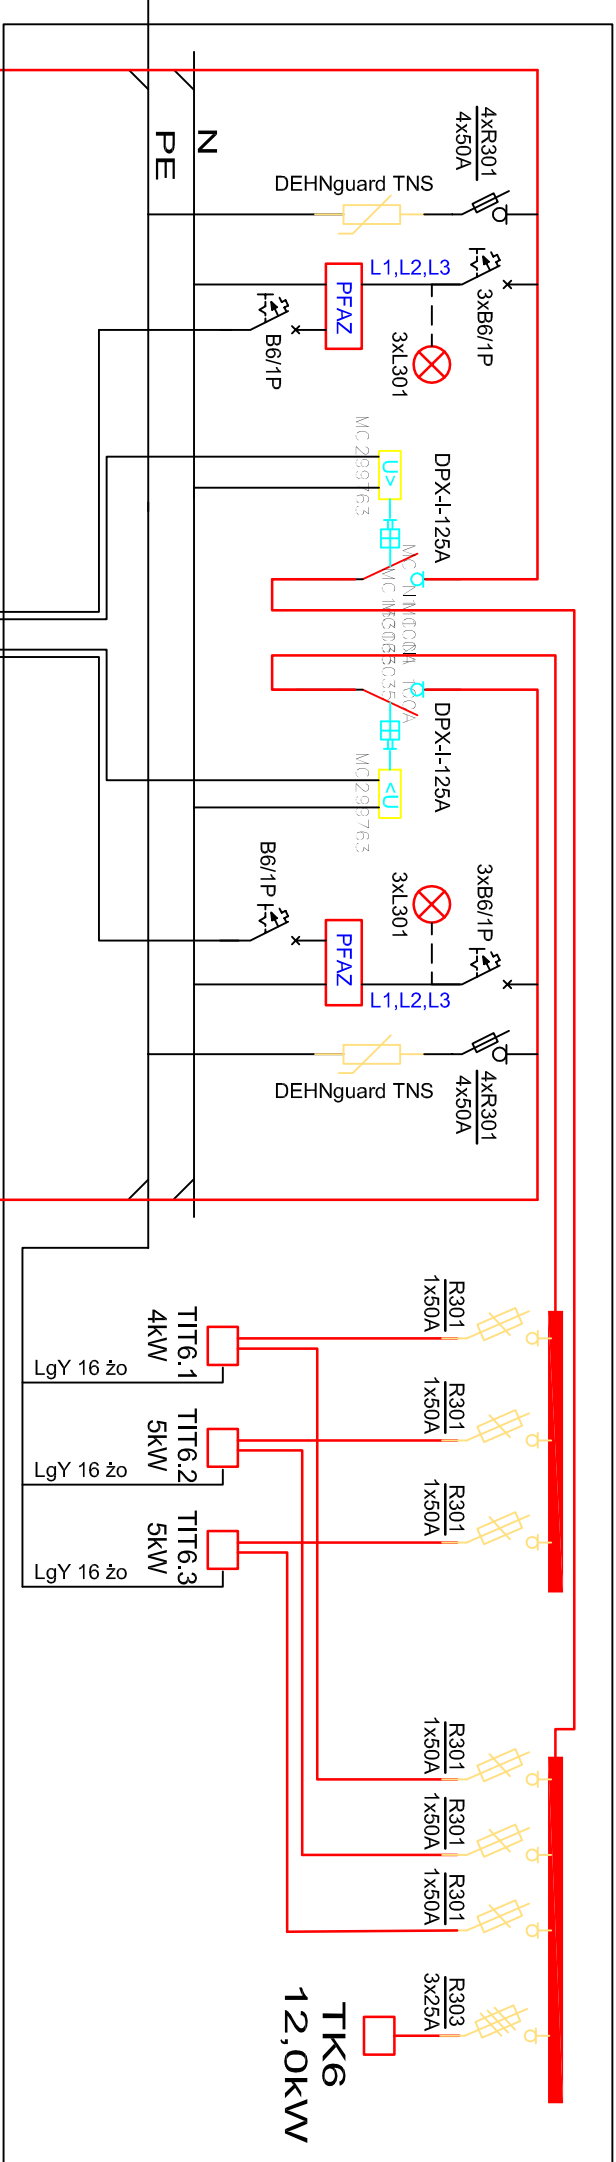 N
PE
4xR301
4x50A
DEHNguard TNS
L1,L2,L3
3xB6/1P
PFAZ
B6/1P
3xL301
MC 299763
U>
DPX-I-125A
DPX-I-125A
<U
MC299763
B6/1P
3xL301
3xB6/1P
PFAZ
L1,L2,L3
DEHNguard TNS
4xR301
4x50A
R301
1x50A
TIT6.1
4kW
LgY 16 żo
R301
1x50A
TIT6.2
5kW
LgY 16 żo
R301
1x50A
TIT6.3
5kW
LgY 16 żo
R301
1x50A
R301
1x50A
R301
1x50A
R303
3x25A
TK6
12,0kW